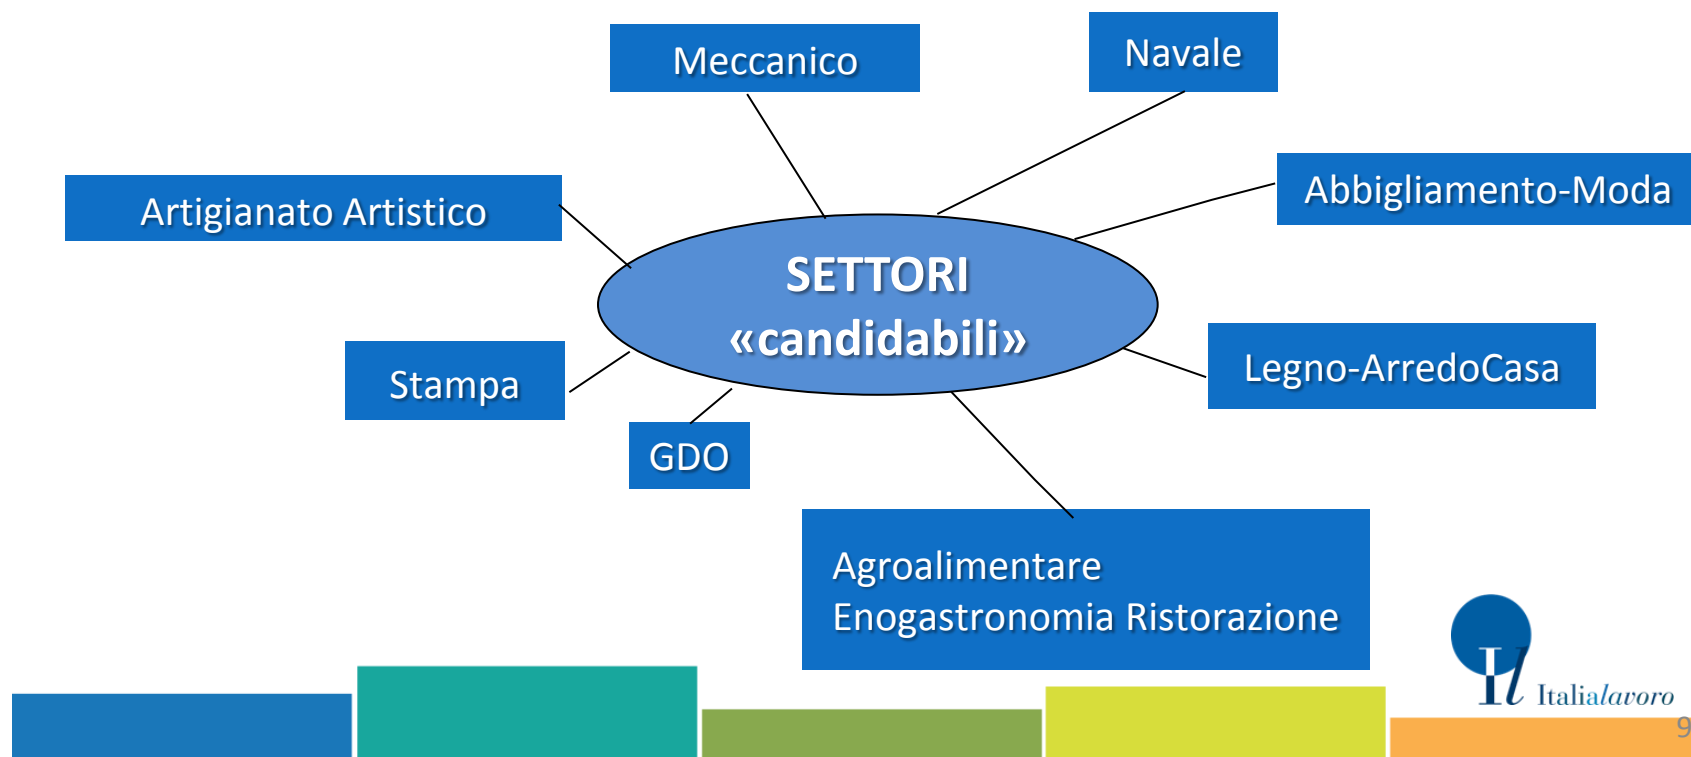 Meccanico
Navale
Abbigliamento-Moda
Artigianato Artistico
SETTORI
«candidabili»
Legno-ArredoCasa
Stampa
GDO
Agroalimentare
Enogastronomia Ristorazione
Il Italialavoro
9